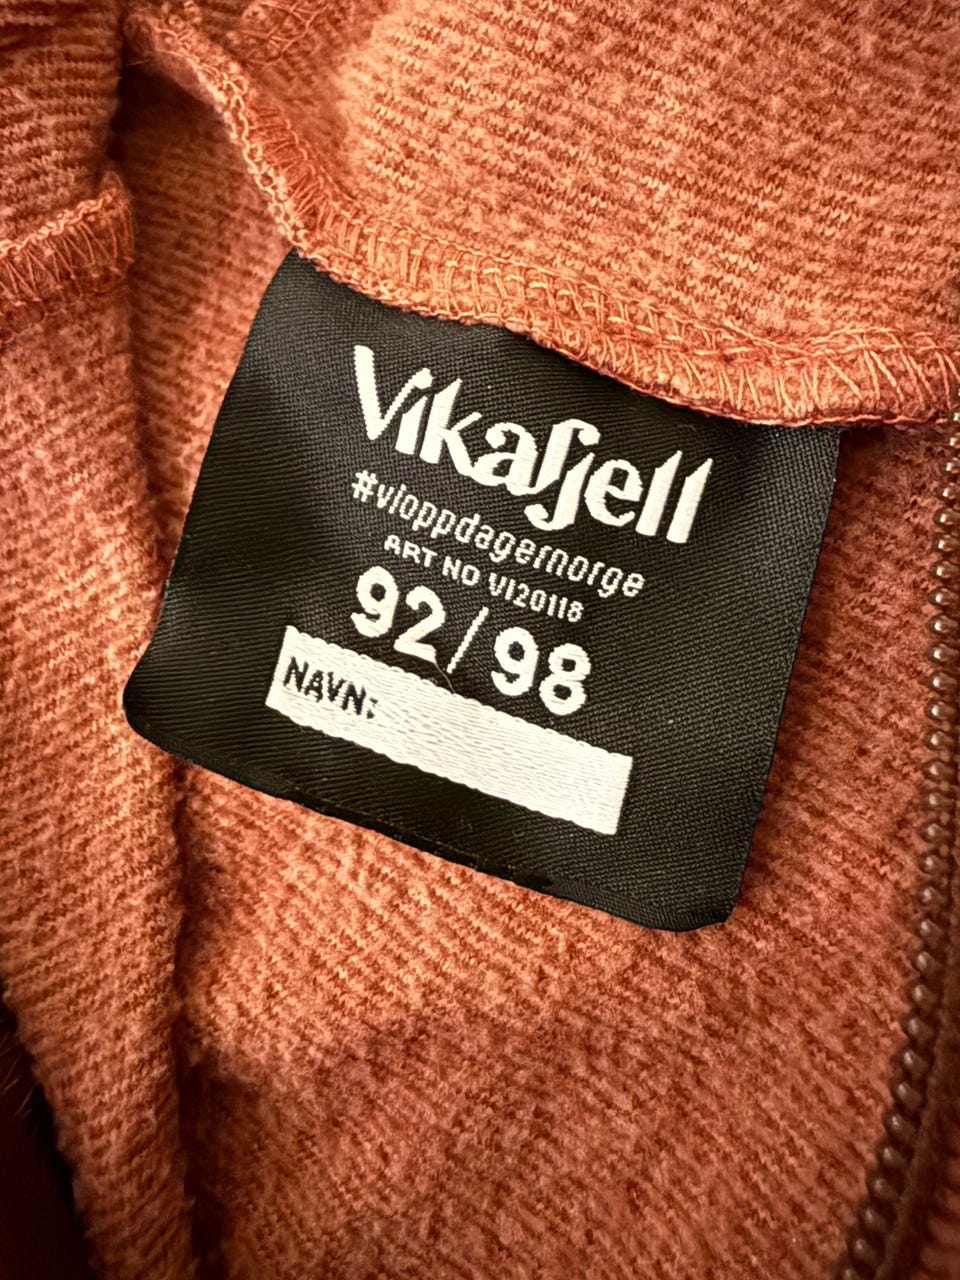 Vikafjell
#vioppdagernorge
ART NO VI20118
92/98
NAVN: